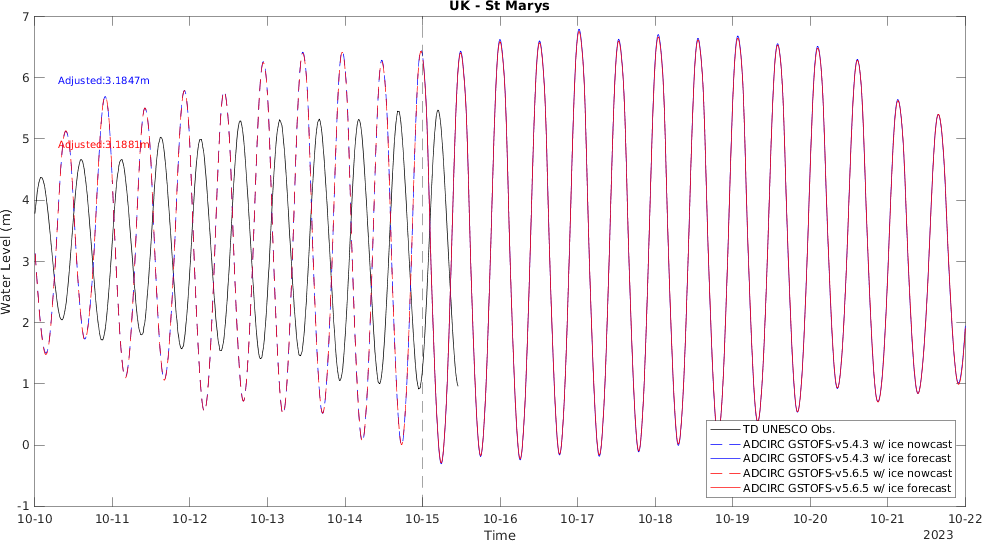 UK - St Marys
7
6
5
4
3
2
1
0
-1
Water Level (m)
Adjusted:3.1847m
Adjusted:3.1881m
TD UNESCO Obs.
ADCIRC GSTOFS-v5.4.3 w/ ice nowcast
ADCIRC GSTOFS-v5.4.3 w/ ice forecast
ADCIRC GSTOFS-v5.6.5 w/ ice nowcast
ADCIRC GSTOFS-v5.6.5 w/ ice forecast
10-10 10-11 10-12 10-13 10-14 10-15 10-16 10-17 10-18 10-19 10-20 10-21 10-22
Time
2023